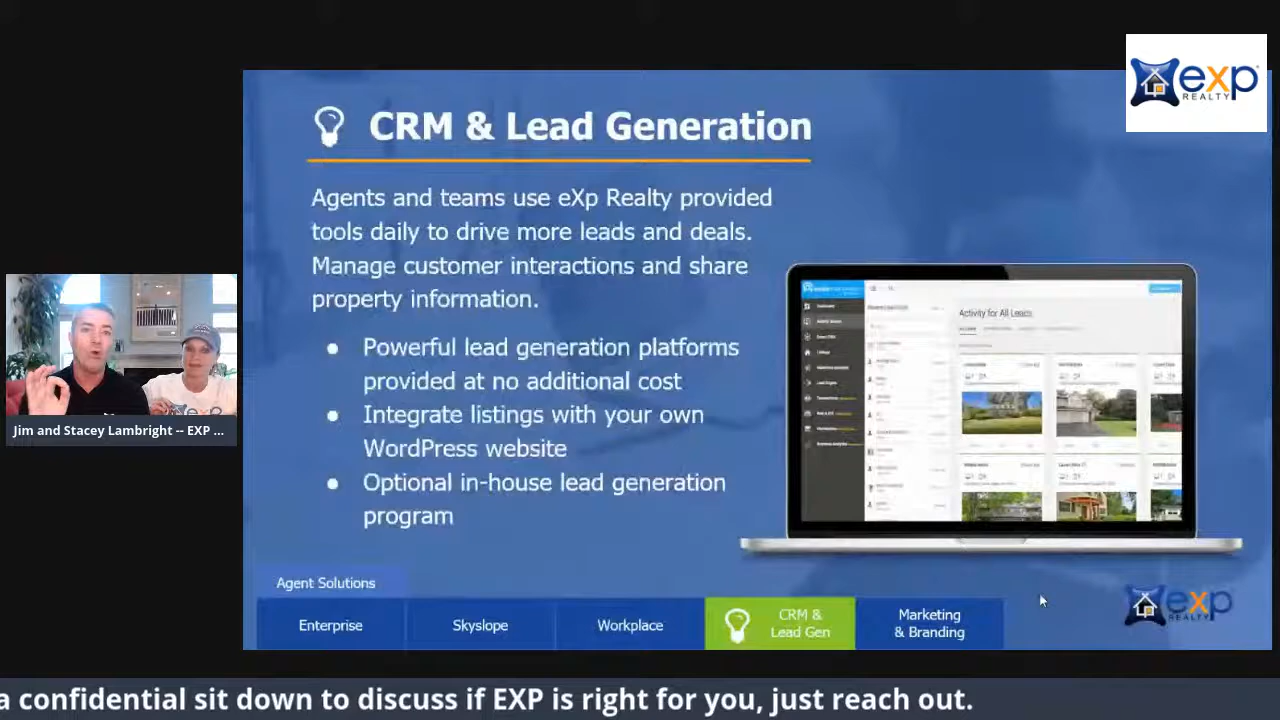 exp
REALTY
CRM & Lead Generation
Agents and teams use eXp Realty provided
tools daily to drive more leads and deals.
Manage customer interactions and share
property information.
● Powerful lead generation platforms
provided at no additional cost
● Integrate listings with your own
WordPress website
● Optional in-house lead generation
program
Activity for All Leads
Jim and Stacey Lambright -- EXP ...
Agent Solutions
Enterprise
Skyslope
Workplace
CRM &
Lead Gen
Marketing
& Branding
exp
REALTY
a confidential sit down to discuss if EXP is right for you, just reach out.